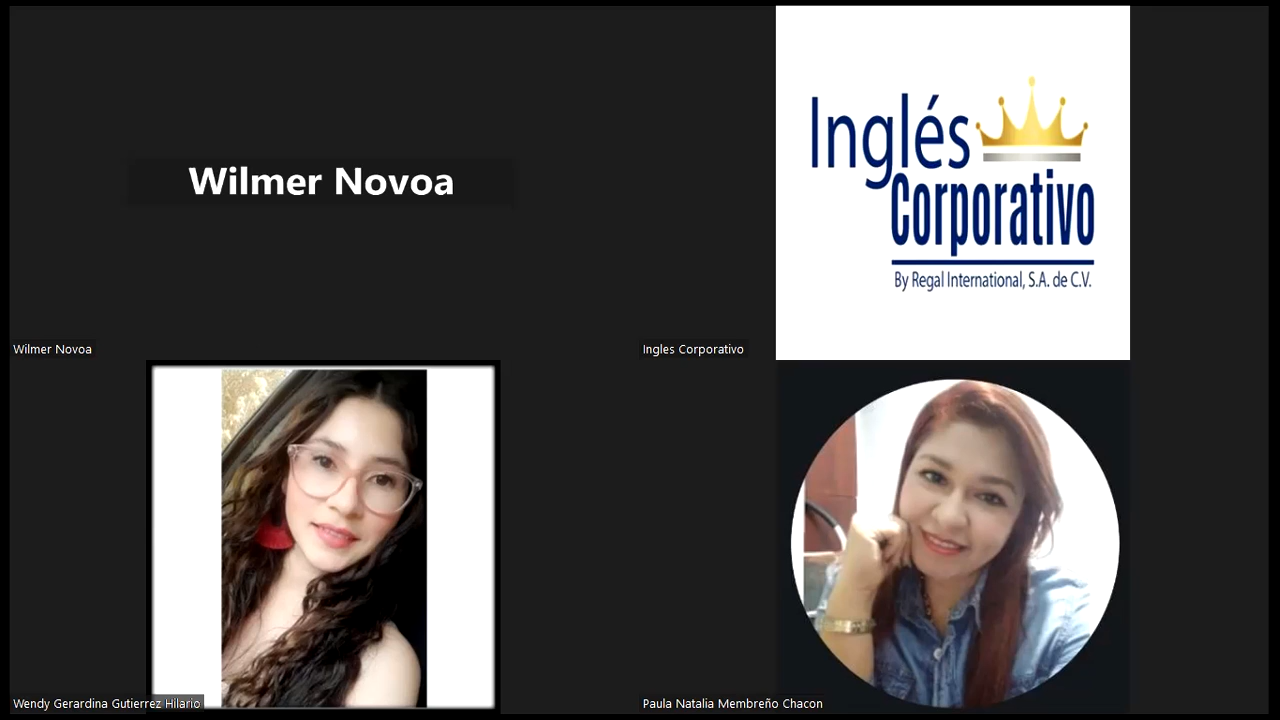 Wilmer Novoa
Inglés
Corporativo
By Regal International, S.A. de C.V.
Wilmer Novoa
Ingles Corporativo
Wendy Gerardina Gutierrez Hilario
Paula Natalia Membreño Chacon